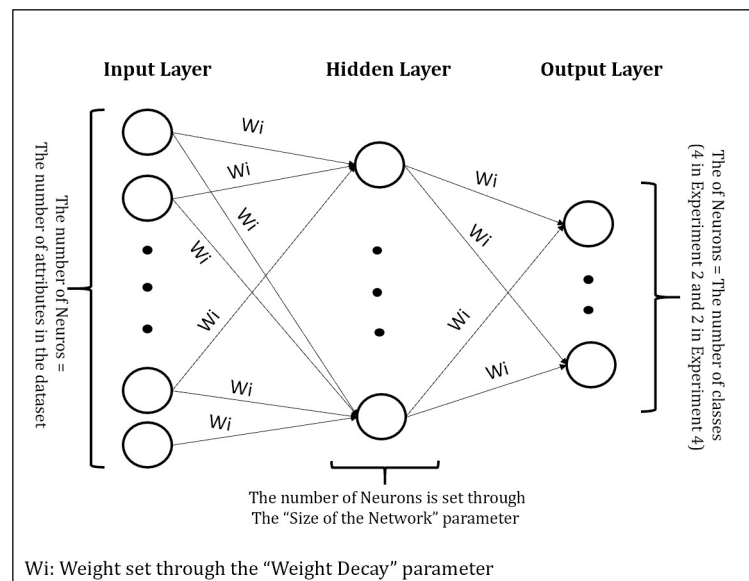 Input Layer
Hidden Layer
Output Layer
The number of Neuros =
The number of attributes in the dataset
Wi
Wi
Wi
Wi
Wi
Wi
Wi
Wi
Wi
Wi
Wi
The of Neurons = The number of classes
(4 in Experiment 2 and 2 in Experiment 4)
The number of Neurons is set through
The “Size of the Network” parameter
Wi: Weight set through the “Weight Decay” parameter